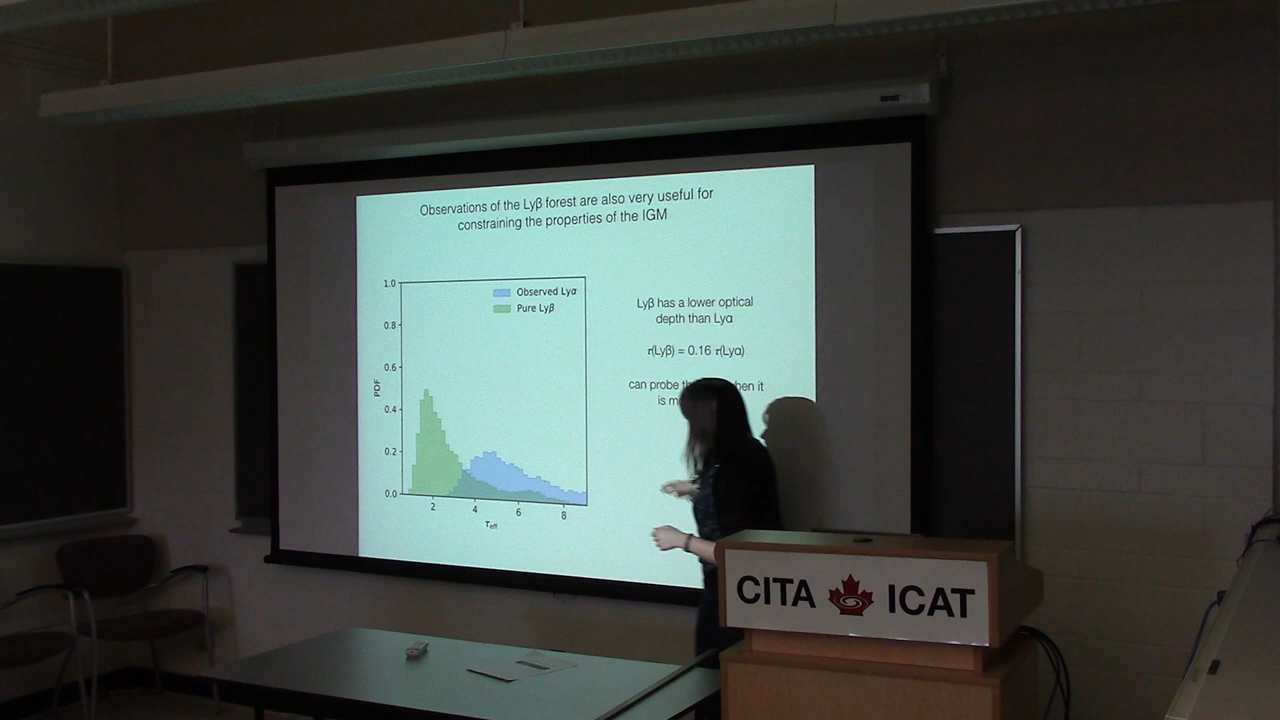 Observations of the Lyβ forest are also very useful for
constraining the properties of the IGM
1.0
0.8
0.6
0.4
0.2
0.0
PDF
Observed Lyα
Pure Lyβ
2 4 6 8
τeff
Lyβ has a lower optical
depth than Lyα
τ(Lyβ) = 0.16 τ(Lyα)
can probe when it
is
CITA ICAT